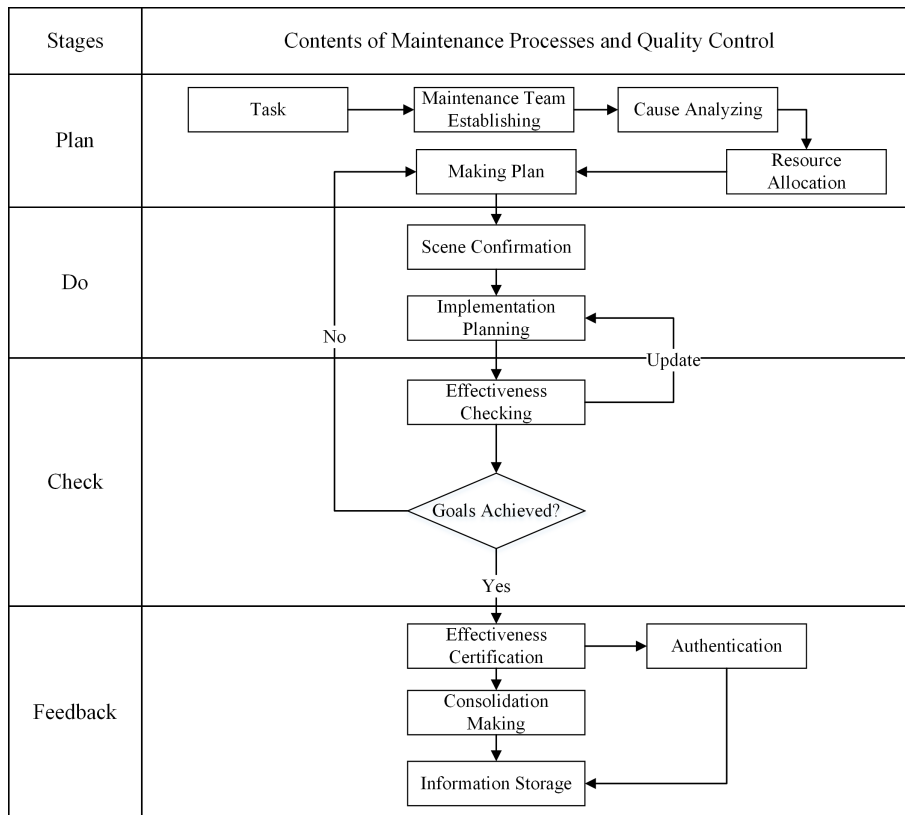 Stages
Contents of Maintenance Processes and Quality Control
Plan
Task
Maintenance Team
Establishing
Cause Analyzing
Resource
Allocation
Making Plan
Do
Scene Confirmation
Implementation
Planning
No
Update
Check
Effectiveness
Checking
Goals Achieved?
Yes
Feedback
Effectiveness
Certification
Authentication
Consolidation
Making
Information Storage